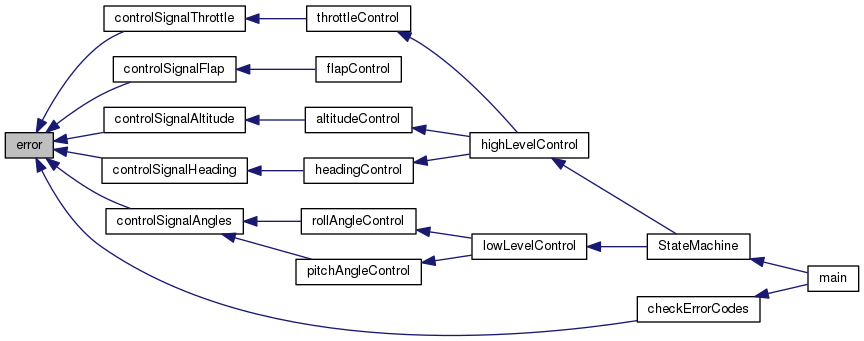 controlSignalThrottle
throttleControl
controlSignalFlap
flapControl
controlSignalAltitude
altitudeControl
error
highLevelControl
controlSignalHeading
headingControl
controlSignalAngles
rollAngleControl
lowLevelControl
StateMachine
pitchAngleControl
main
checkErrorCodes